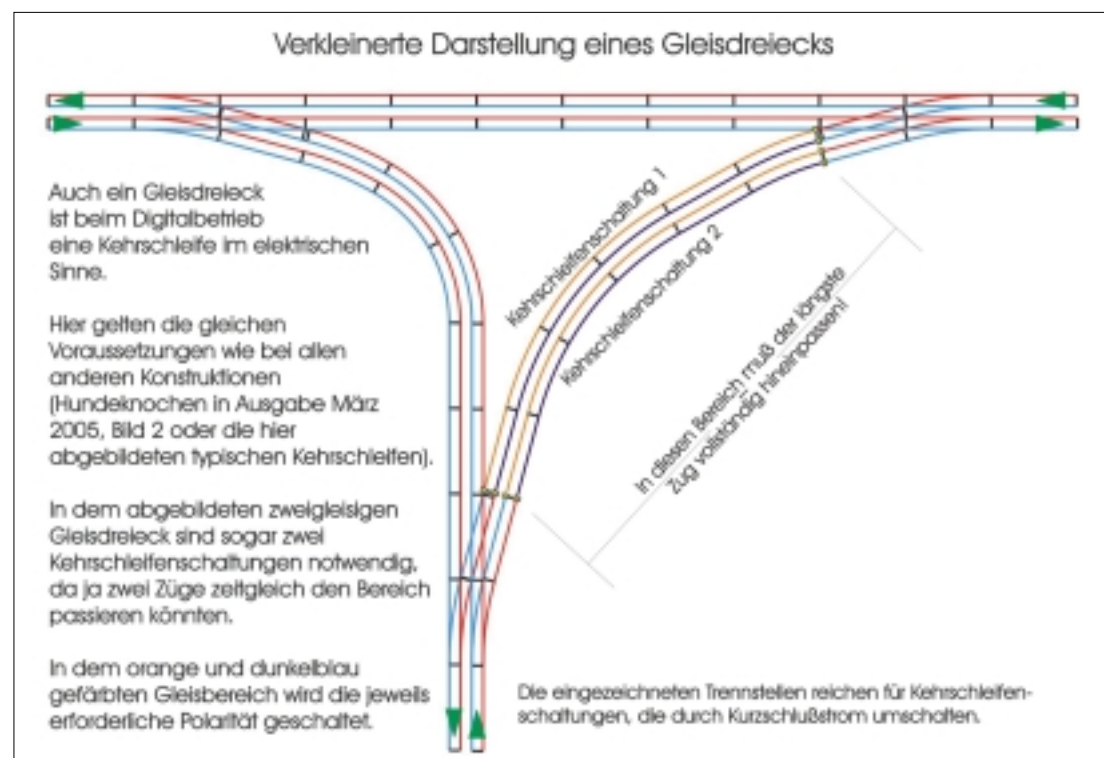 Verkleinerte Darstellung eines Gleisdreiecks
Auch ein Gleisdreieck
ist beim Digitalbetrieb
eine Kehrschleife im elektrischen
Sinne.
Hier gelten die gleichen
Voraussetzungen wie bei allen
anderen Konstruktionen
(Hundeknochen in Ausgabe März
2005, Bild 2 oder die hier
abgebildeten typischen Kehrschleifen).
In dem abgebildeten zweigleisigen
Gleisdreieck sind sogar zwei
Kehrschleifenschaltungen notwendig,
da ja zwei Züge zeitgleich den Bereich
passieren könnten.
In dem orange und dunkelblau
gefärbten Gleisbereich wird die jeweils
erforderliche Polarität geschaltet.
Kehrschleifenschaltung 1
Kehrschleifenschaltung 2
In diesen Bereich muß der längste
Zug vollständig hineinpassen!
Die eingezeichneten Trennstellen reichen für Kehrschleifen-
schaltungen, die durch Kurzschlußstrom umschalten.